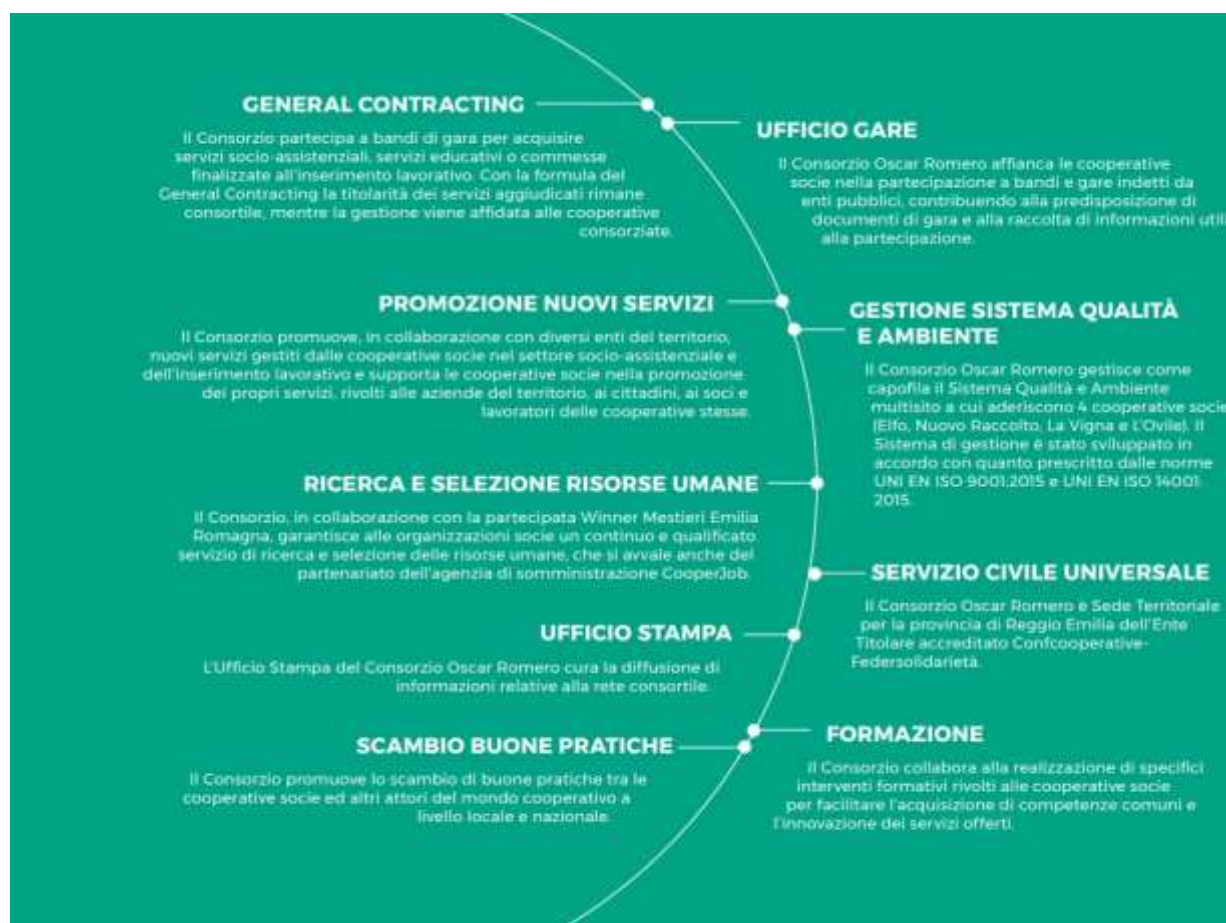 GENERAL CONTRACTING
Il Consorzio partecipa a bandi di gara per acquisire
servizi socio-assistenziali, servizi educativi o commesse
finalizzate all'inserimento lavorativo. Con la formula del
General Contracting la titolarità dei servizi aggiudicati rimane
consortile, mentre la gestione viene affidata alle cooperative
consorziate.
UFFICIO GARE
Il Consorzio Oscar Romero affianca le cooperative
socie nella partecipazione a bandi e gare indetti da
enti pubblici, contribuendo alla predisposizione di
documenti di gara e alla raccolta di informazioni utili
alla partecipazione.
PROMOZIONE NUOVI SERVIZI
Il Consorzio promuove, in collaborazione con diversi enti del territorio,
nuovi servizi gestiti dalle cooperative socie nel settore socio-assistenziale e
dell'inserimento lavorativo e supporta le cooperative socie nella promozione
dei propri servizi, rivolti alle aziende del territorio, ai cittadini, ai soci e
lavoratori delle cooperative stesse.
GESTIONE SISTEMA QUALITÀ
E AMBIENTE
Il Consorzio Oscar Romero gestisce come
capofila il Sistema Qualità e Ambiente
multisito a cui aderiscono 4 cooperative socie
(Elfo, Nuovo Raccolto, La Vigna e L'Ovile). Il
Sistema di gestione è stato sviluppato in
accordo con quanto prescritto dalle norme
UNI EN ISO 9001:2015 e UNI EN ISO 14001:
2015.
RICERCA E SELEZIONE RISORSE UMANE
Il Consorzio, in collaborazione con la partecipata Winner Mestieri Emilia
Romagna, garantisce alle organizzazioni socie un continuo e qualificato
servizio di ricerca e selezione delle risorse umane, che si avvale anche del
partenariato dell'agenzia di somministrazione CooperJob.
SERVIZIO CIVILE UNIVERSALE
Il Consorzio Oscar Romero è Sede Territoriale
per la provincia di Reggio Emilia dell'Ente
Titolare accreditato Confcooperative-
Federsolidarietà.
UFFICIO STAMPA
L'Ufficio Stampa del Consorzio Oscar Romero cura la diffusione di
informazioni relative alla rete consortile.
SCAMBIO BUONE PRATICHE
Il Consorzio promuove lo scambio di buone pratiche tra le
cooperative socie ed altri attori del mondo cooperativo a
livello locale e nazionale.
FORMAZIONE
Il Consorzio collabora alla realizzazione di specifici
interventi formativi rivolti alle cooperative socie
per facilitare l'acquisizione di competenze comuni e
l'innovazione dei servizi offerti.